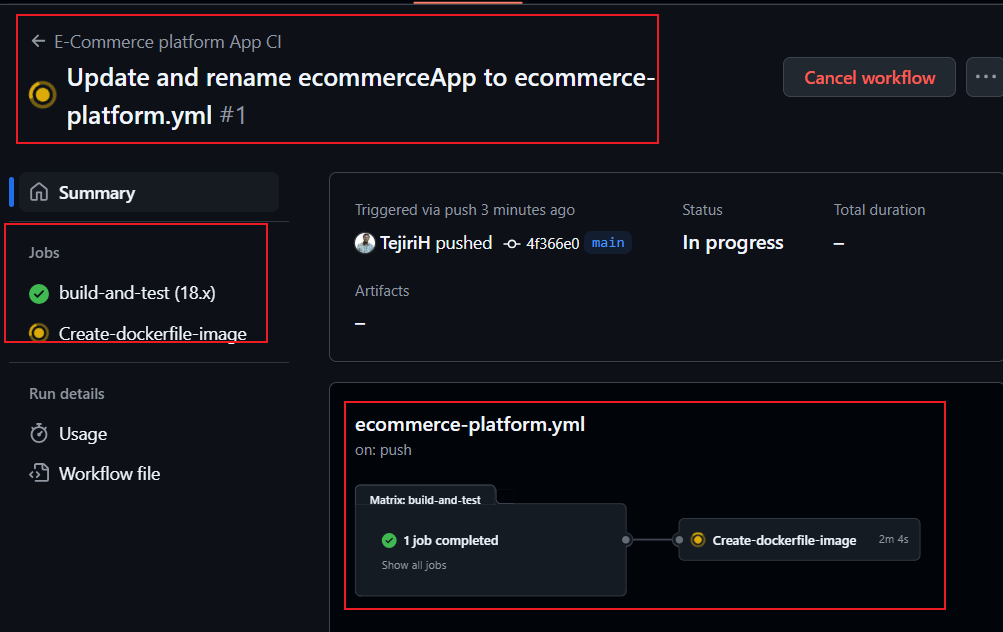 E-Commerce platform App CI
Update and rename ecommerceApp to ecommerce-
platform.yml #1
Cancel workflow
Summary
Jobs
build-and-test (18.x)
Create-dockerfile-image
Run details
Usage
Workflow file
Triggered via push 3 minutes ago
TejiriH pushed 4f366e0 main
Status
In progress
Total duration
–
Artifacts
–
ecommerce-platform.yml
on: push
Matrix: build-and-test
1 job completed
Show all jobs
Create-dockerfile-image 2m 4s